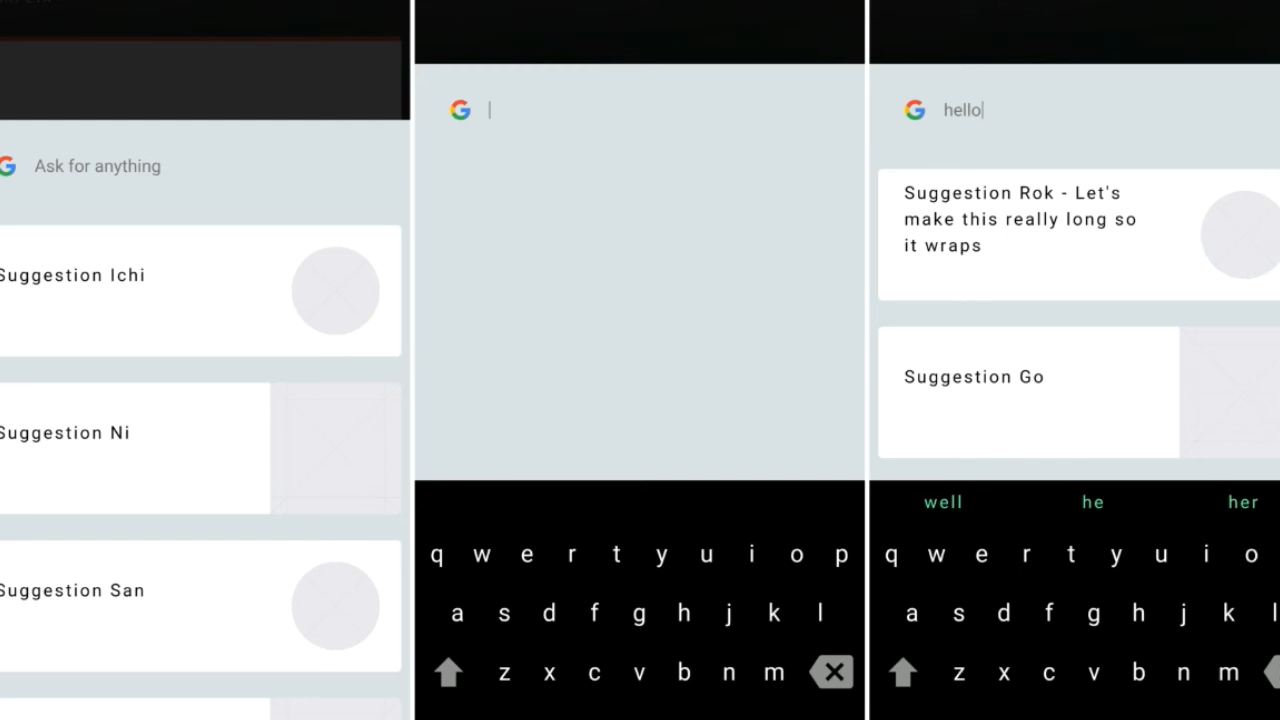 Ask for anything
Suggestion Ichi
Suggestion Ni
Suggestion San
q w e r t y u i o p
a s d f g h j k l
z x c v b n m
hello
Suggestion Rok - Let's
make this really long so
it wraps
Suggestion Go
well he her
q w e r t y u i o
a s d f g h j k l
z x c v b n m